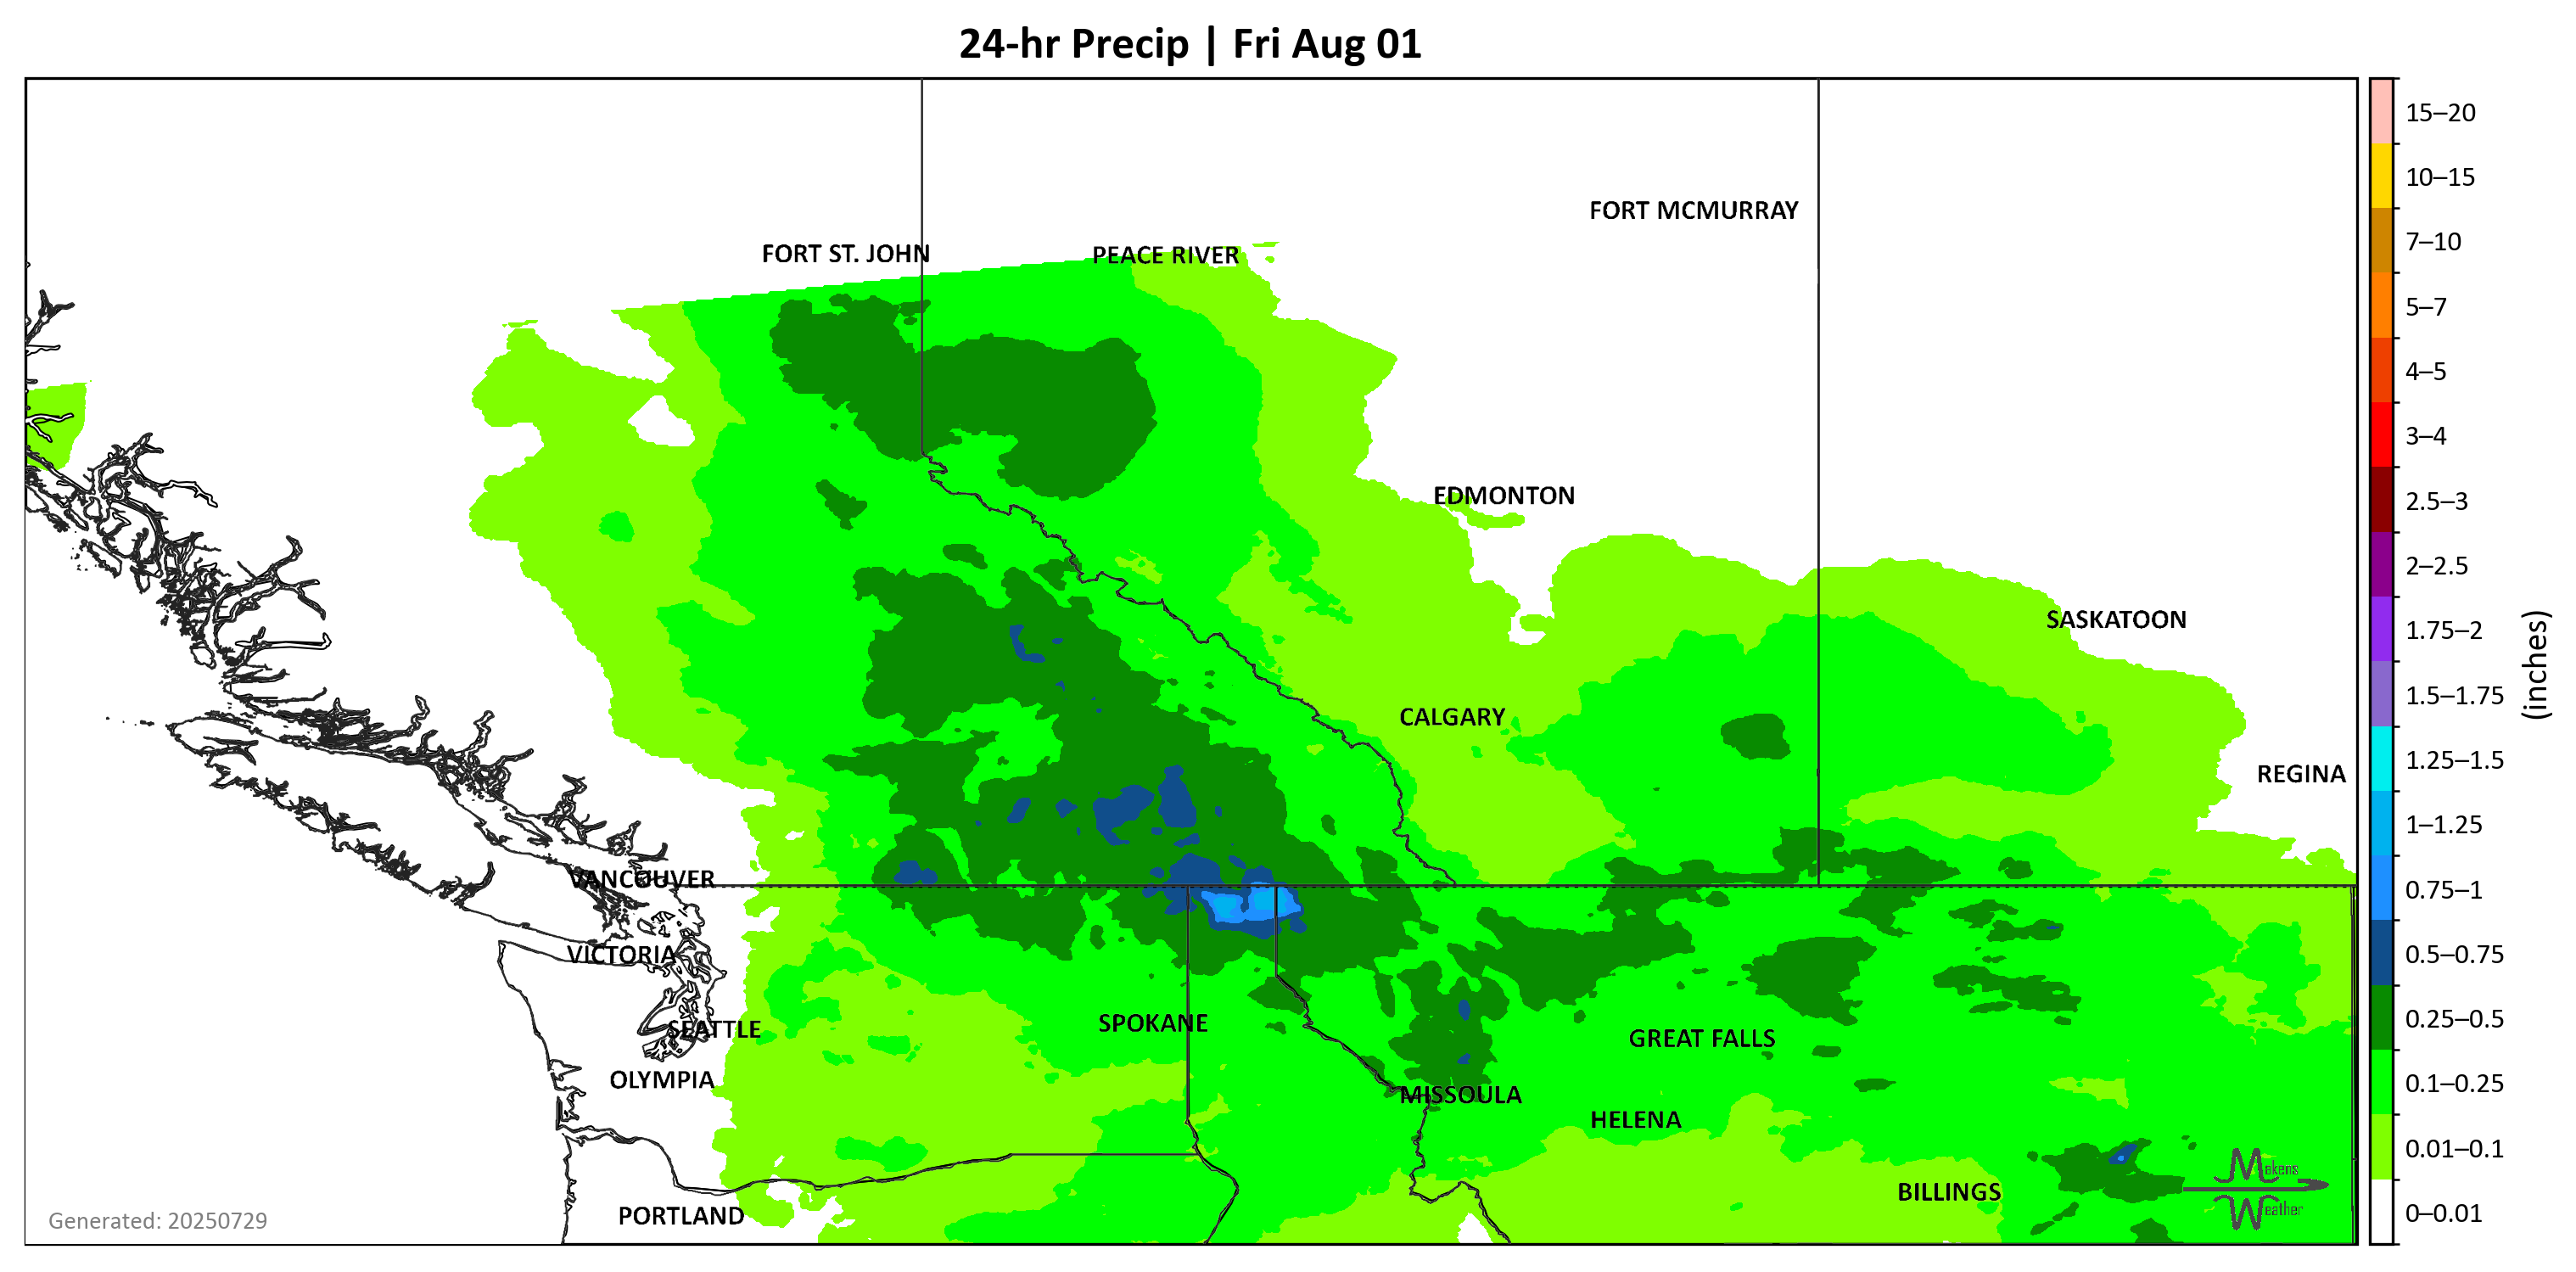 24-hr Precip | Fri Aug 01
FORT MCMURRAY
FORT ST. JOHN
PEACE RIVER
EDMONTON
SASKATOON
CALGARY
REGINA
VANCOUVER
VICTORIA
SEATTLE
SPOKANE
GREAT FALLS
OLYMPIA
MISSOULA
HELENA
BILLINGS
PORTLAND
Makens
Weather
Generated: 20250729
15–20
10–15
7–10
5–7
4–5
3–4
2.5–3
2–2.5
1.75–2
1.5–1.75
1.25–1.5
1–1.25
0.75–1
0.5–0.75
0.25–0.5
0.1–0.25
0.01–0.1
0–0.01
(inches)